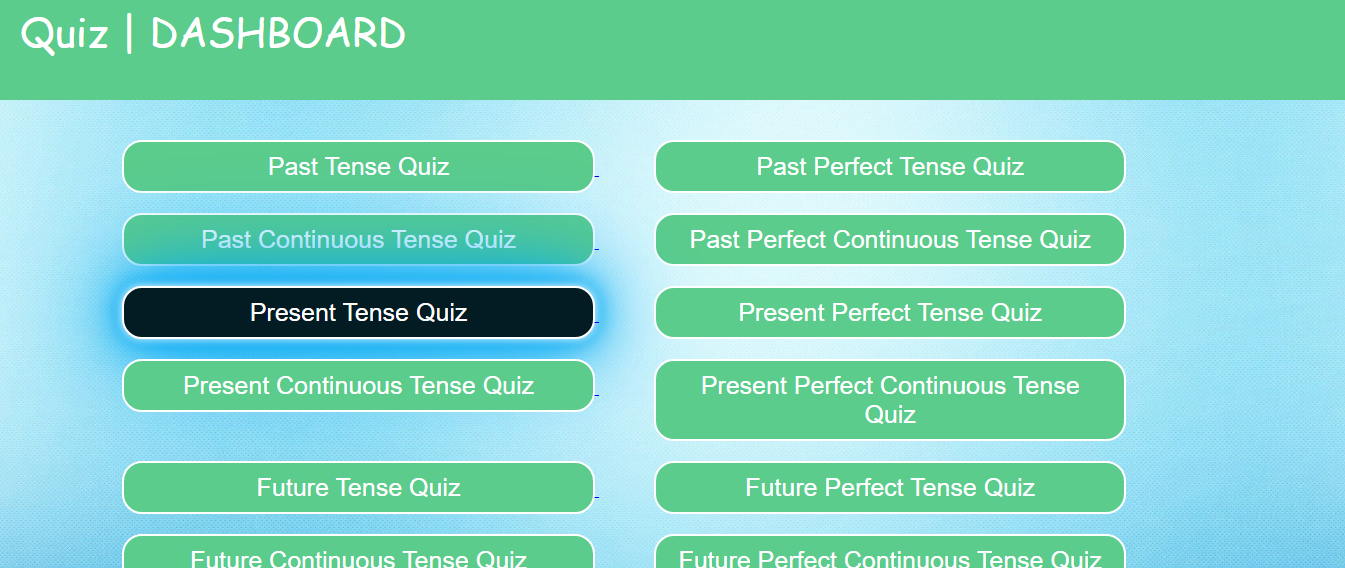 Quiz | DASHBOARD
Past Tense Quiz
Past Perfect Tense Quiz
Past Continuous Tense Quiz
Past Perfect Continuous Tense Quiz
Present Tense Quiz
Present Perfect Tense Quiz
Present Continuous Tense Quiz
Present Perfect Continuous Tense
Quiz
Future Tense Quiz
Future Perfect Tense Quiz
Future Continuous Tense Quiz
Future Perfect Continuous Tense Quiz